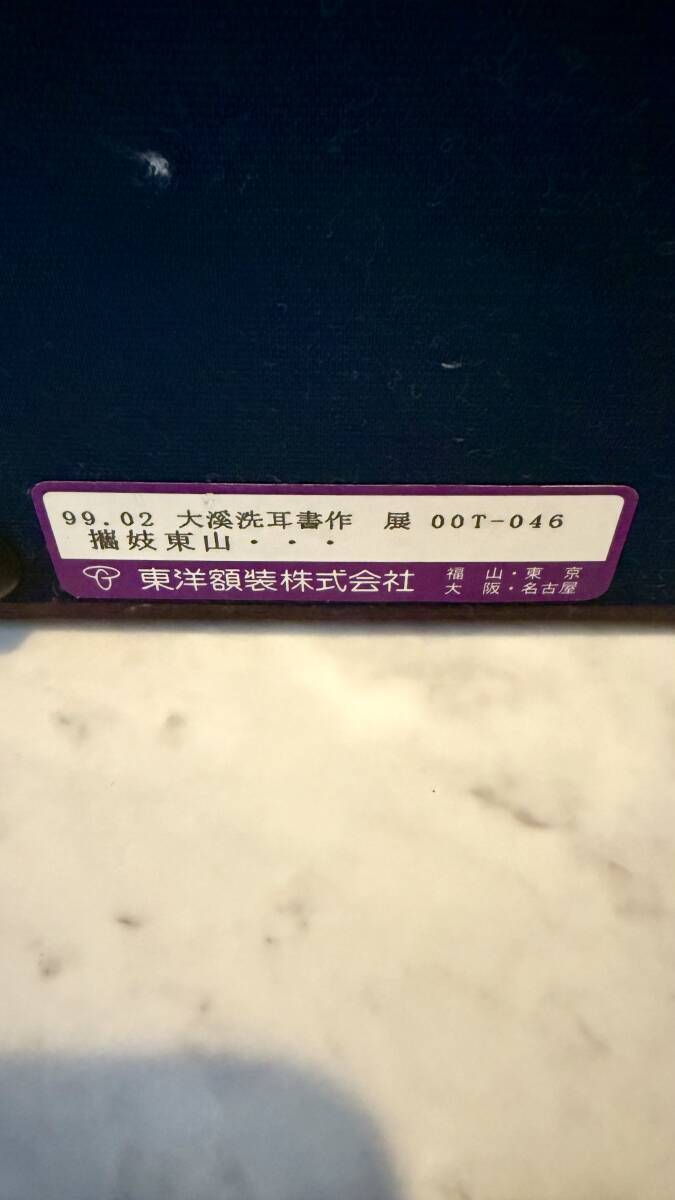 99.02 大溪洗耳書作 展 00T-046
攜妓東山・・・
東洋額装株式会社
福山・東京
大阪・名古屋